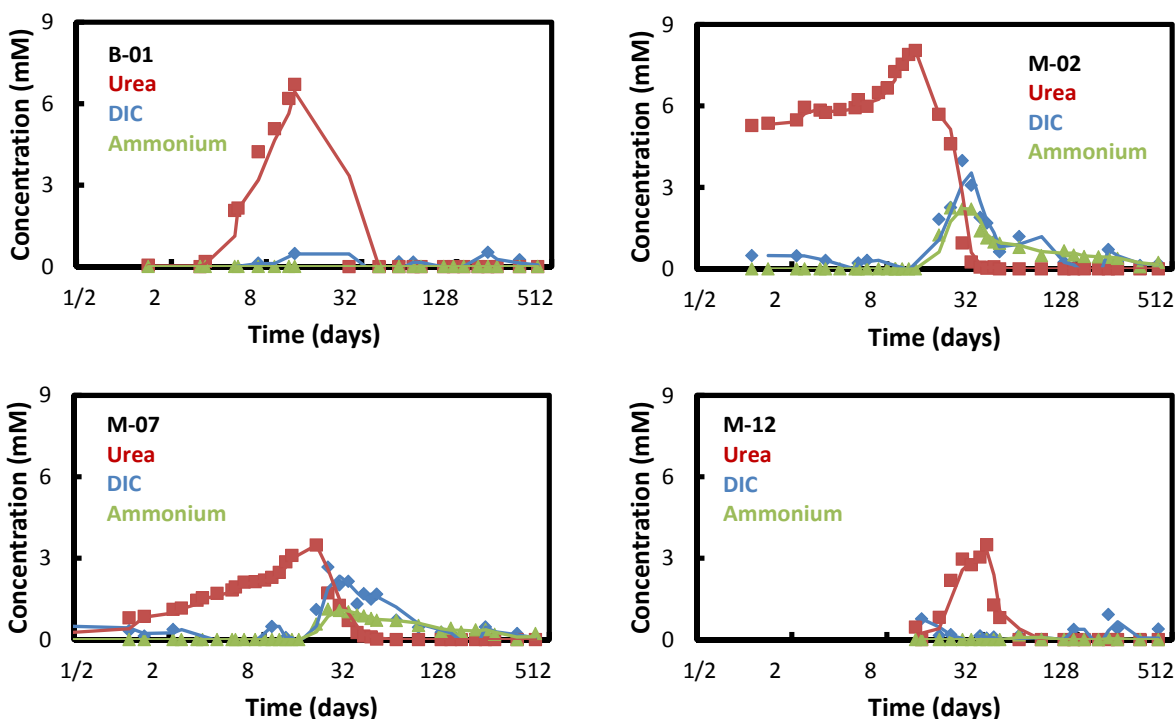 Concentration (mM)
9
6
3
0
B-01
Urea
DIC
Ammonium
1/2 2 8 32 128 512
Time (days)
Concentration (mM)
9
6
3
0
M-02
Urea
DIC
Ammonium
1/2 2 8 32 128 512
Time (days)
Concentration (mM)
9
6
3
0
M-07
Urea
DIC
Ammonium
1/2 2 8 32 128 512
Time (days)
Concentration (mM)
9
6
3
0
M-12
Urea
DIC
Ammonium
1/2 2 8 32 128 512
Time (days)